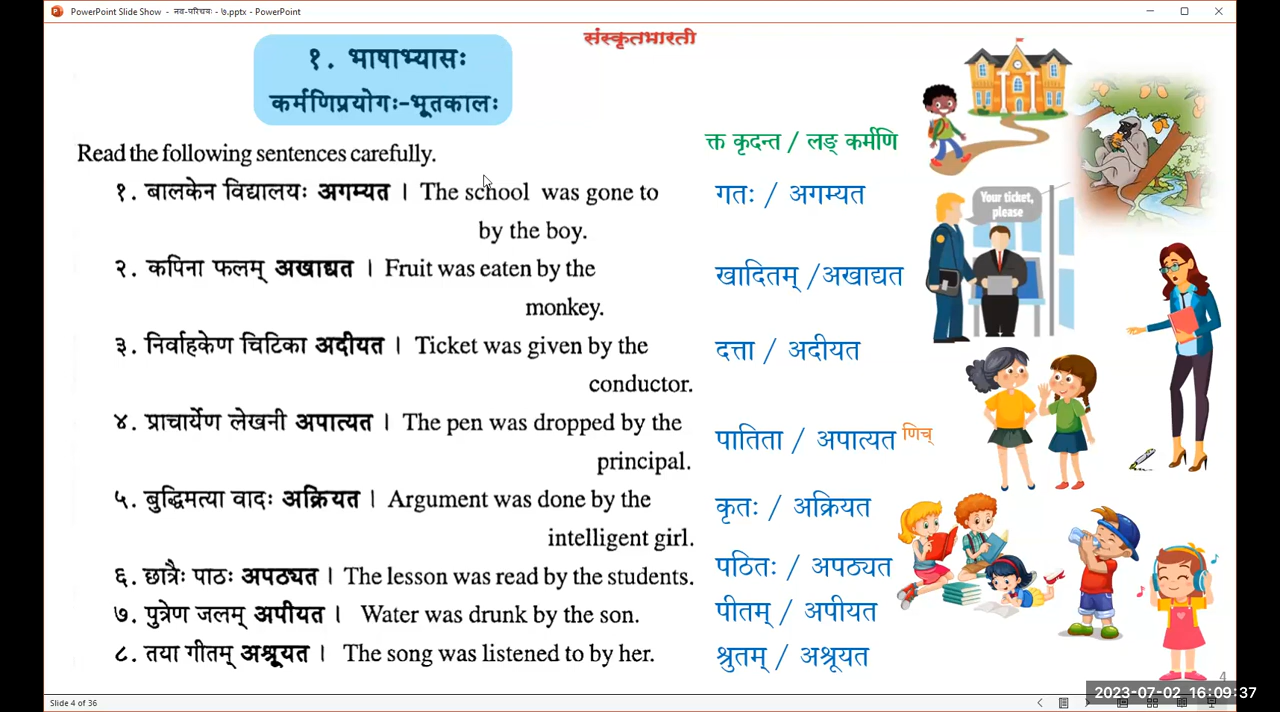 PowerPoint Slide Show - नव-परिचयः - ७.pptx - PowerPoint
संस्कृतभारती
१. भाषाभ्यासः
कर्मणिप्रयोगः-भूतकालः
Read the following sentences carefully.
क्त कृदन्त / लङ् कर्मणि
१. बालकेन विद्यालयः अगम्यत । The school was gone to
by the boy.
गतः / अगम्यत
२. कपिना फलम् अखाद्यत । Fruit was eaten by the
monkey.
खादितम् /अखाद्यत
३. निर्वाहकेण चिटिका अदीयत । Ticket was given by the
conductor.
दत्ता / अदीयत
४. प्राचार्येण लेखनी अपात्यत । The pen was dropped by the
principal.
पातिता / अपात्यत णिच्
५. बुद्धिमत्या वादः अक्रियत । Argument was done by the
intelligent girl.
कृतः / अक्रियत
६. छात्रैः पाठः अपठ्यत । The lesson was read by the students.
पठितः / अपठ्यत
७. पुत्रेण जलम् अपीयत । Water was drunk by the son.
पीतम् / अपीयत
८. तया गीतम् अश्रूयत । The song was listened to by her.
श्रुतम् / अश्रूयत
Your ticket,
please
4
2023-07-02 16:09:37
Slide 4 of 36